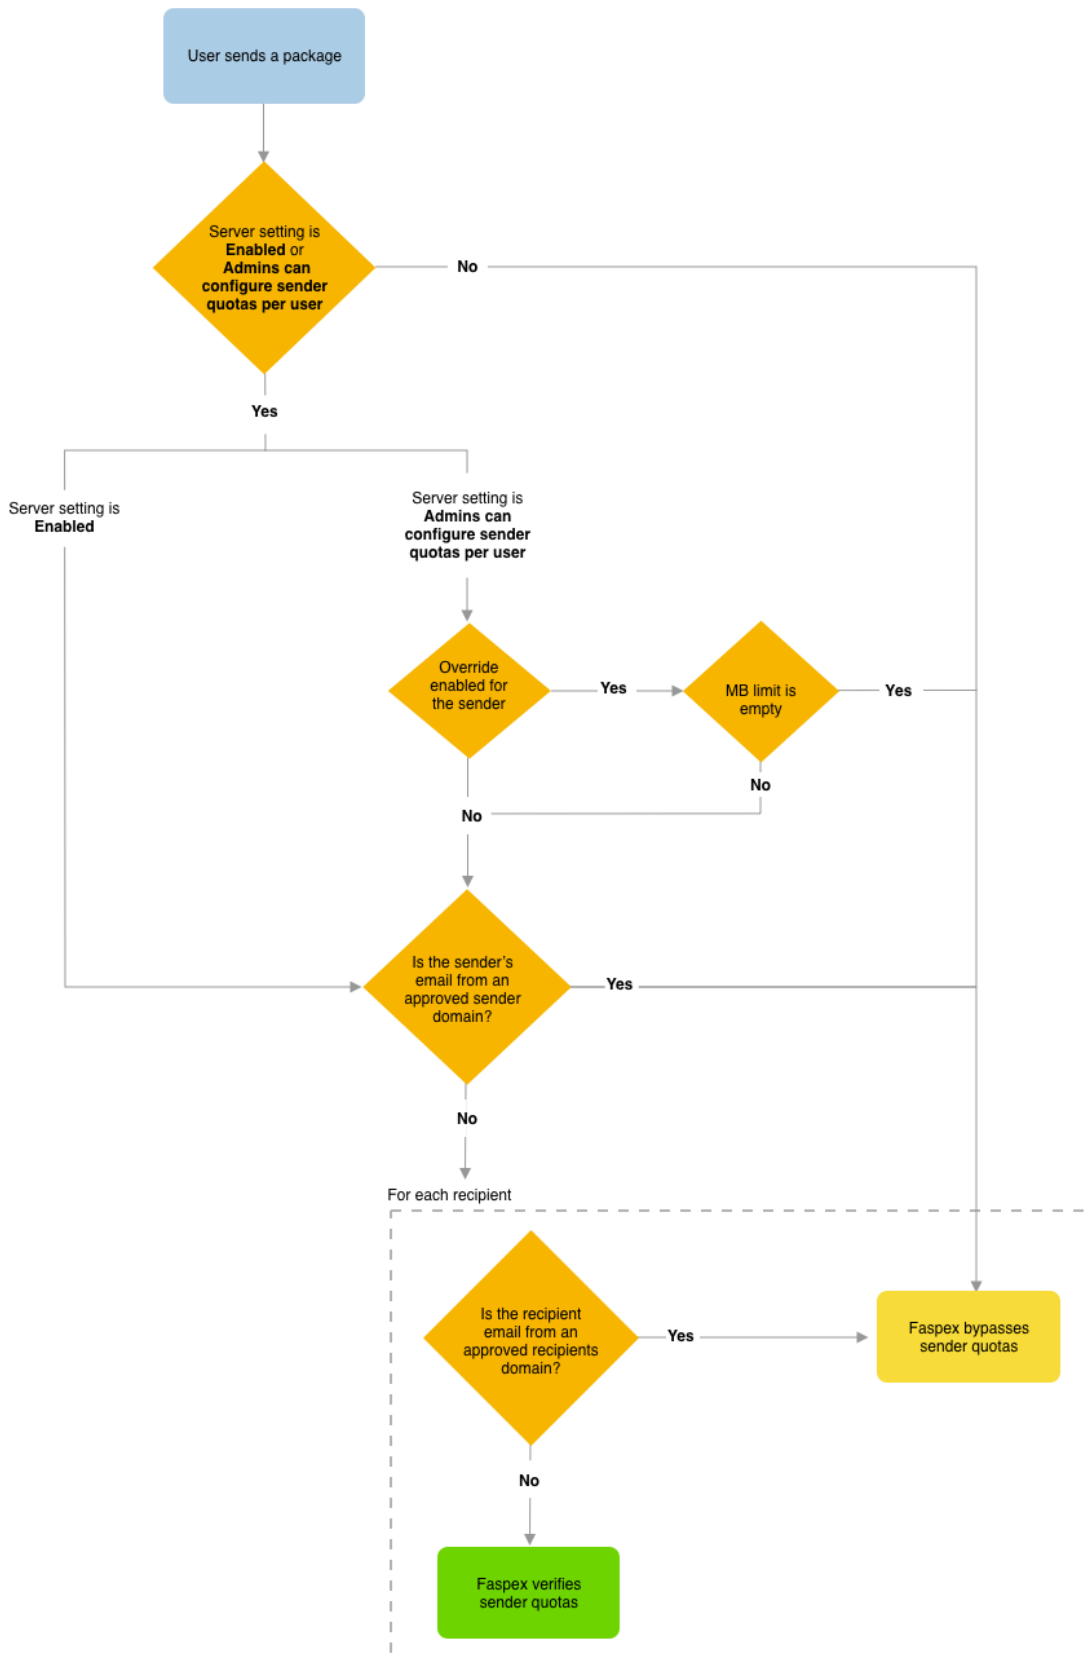 User sends a package
Server setting is
Enabled or
Admins can
configure sender
quotas per user
No
Yes
Server setting is
Enabled
Server setting is
Admins can
configure sender
quotas per user
Override
enabled for
the sender
Yes
MB limit is
empty
Yes
No
No
Is the sender's
email from an
approved sender
domain?
Yes
No
For each recipient
Is the recipient
email from an
approved recipients
domain?
Yes
Faspex bypasses
sender quotas
No
Faspex verifies
sender quotas